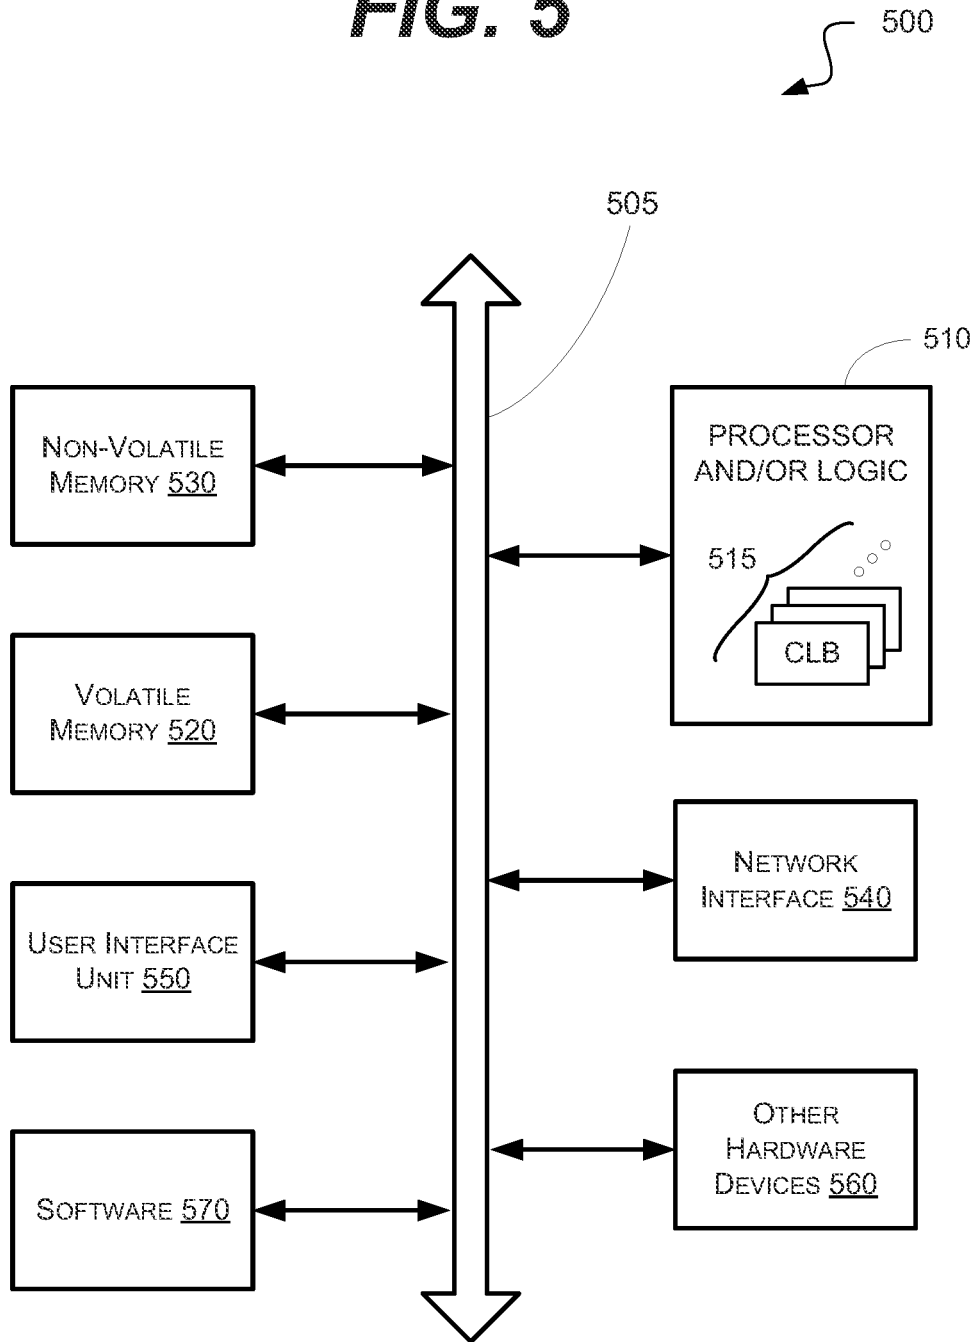 FIG. 5
500
505
510
NON-VOLATILE
MEMORY 530
PROCESSOR
AND/OR LOGIC
515
CLB
VOLATILE
MEMORY 520
NETWORK
INTERFACE 540
USER INTERFACE
UNIT 550
OTHER
HARDWARE
DEVICES 560
SOFTWARE 570